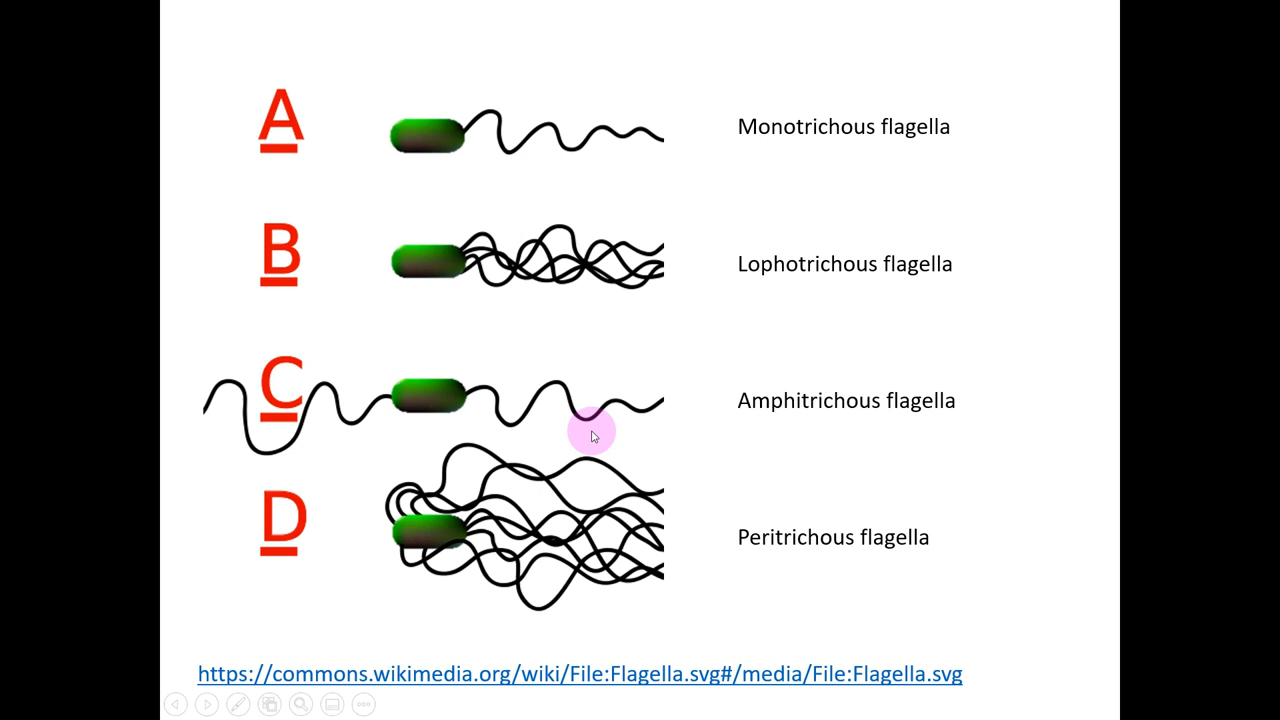 A Monotrichous flagella
B Lophotrichous flagella
C Amphitrichous flagella
D Peritrichous flagella
https://commons.wikimedia.org/wiki/File:Flagella.svg#/media/File:Flagella.svg